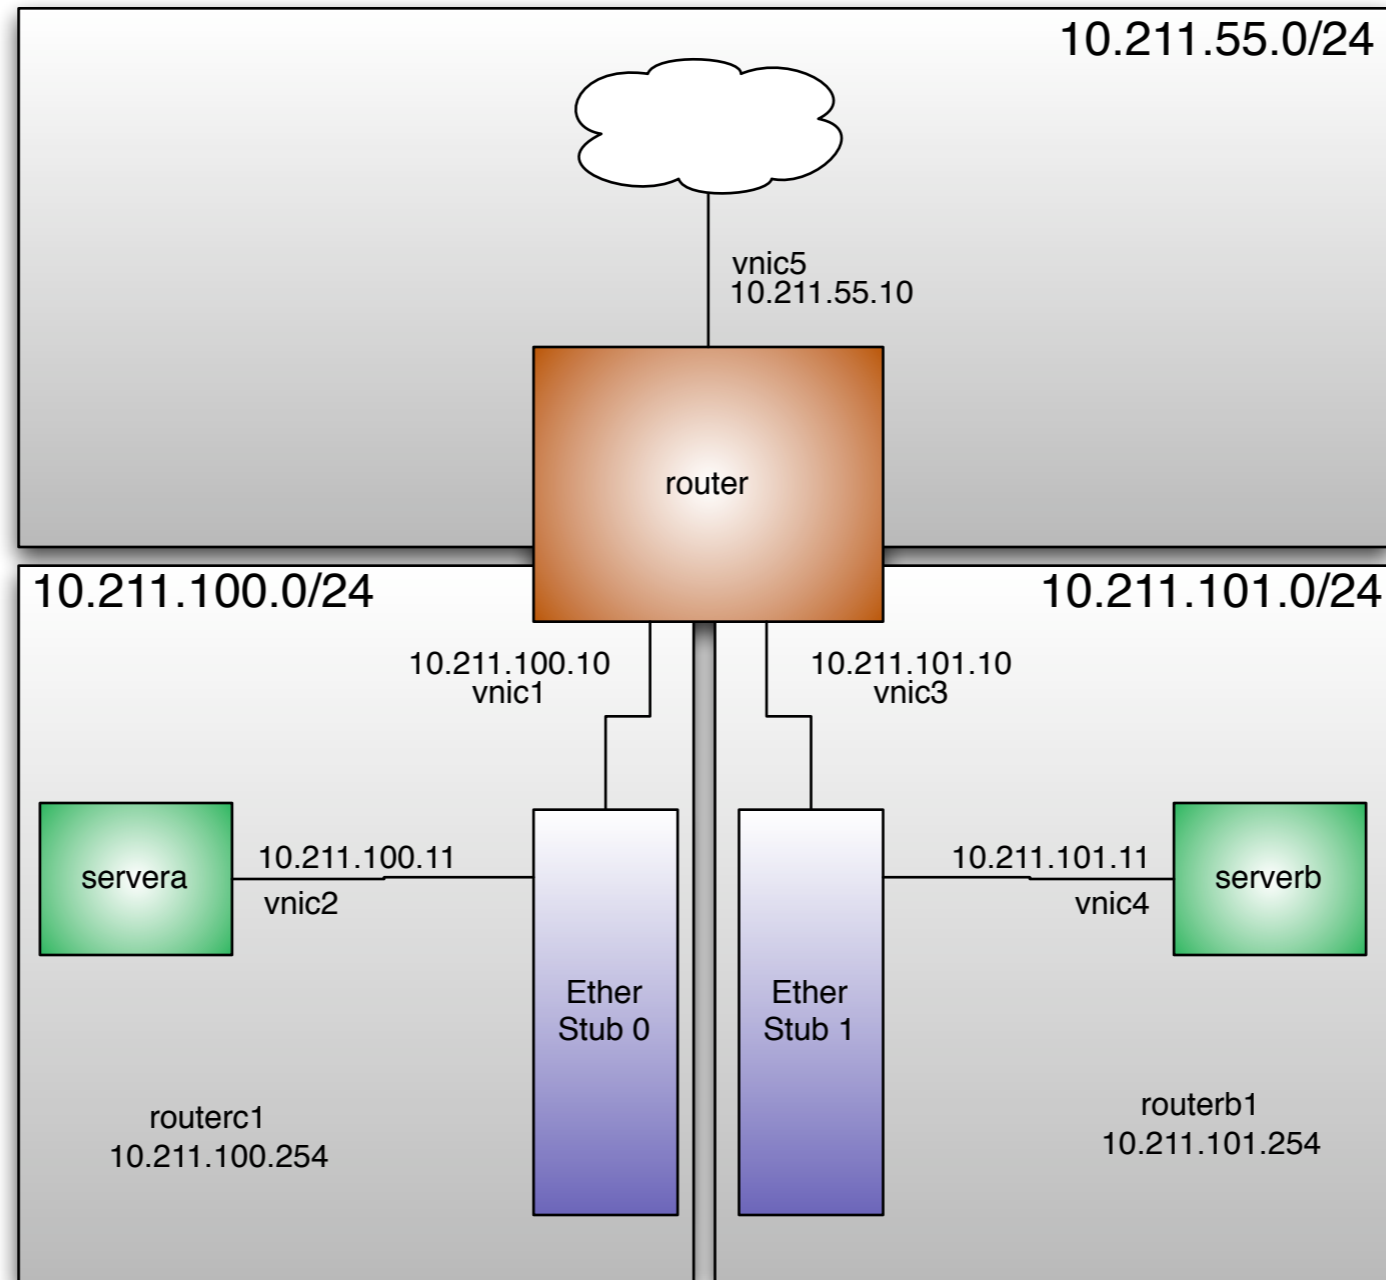 10.211.55.0/24
vnic5
10.211.55.10
router
10.211.100.0/24
10.211.101.0/24
10.211.100.10
vnic1
10.211.101.10
vnic3
servera
10.211.100.11
vnic2
10.211.101.11
vnic4
serverb
Ether
Stub 0
Ether
Stub 1
routerc1
10.211.100.254
routerb1
10.211.101.254